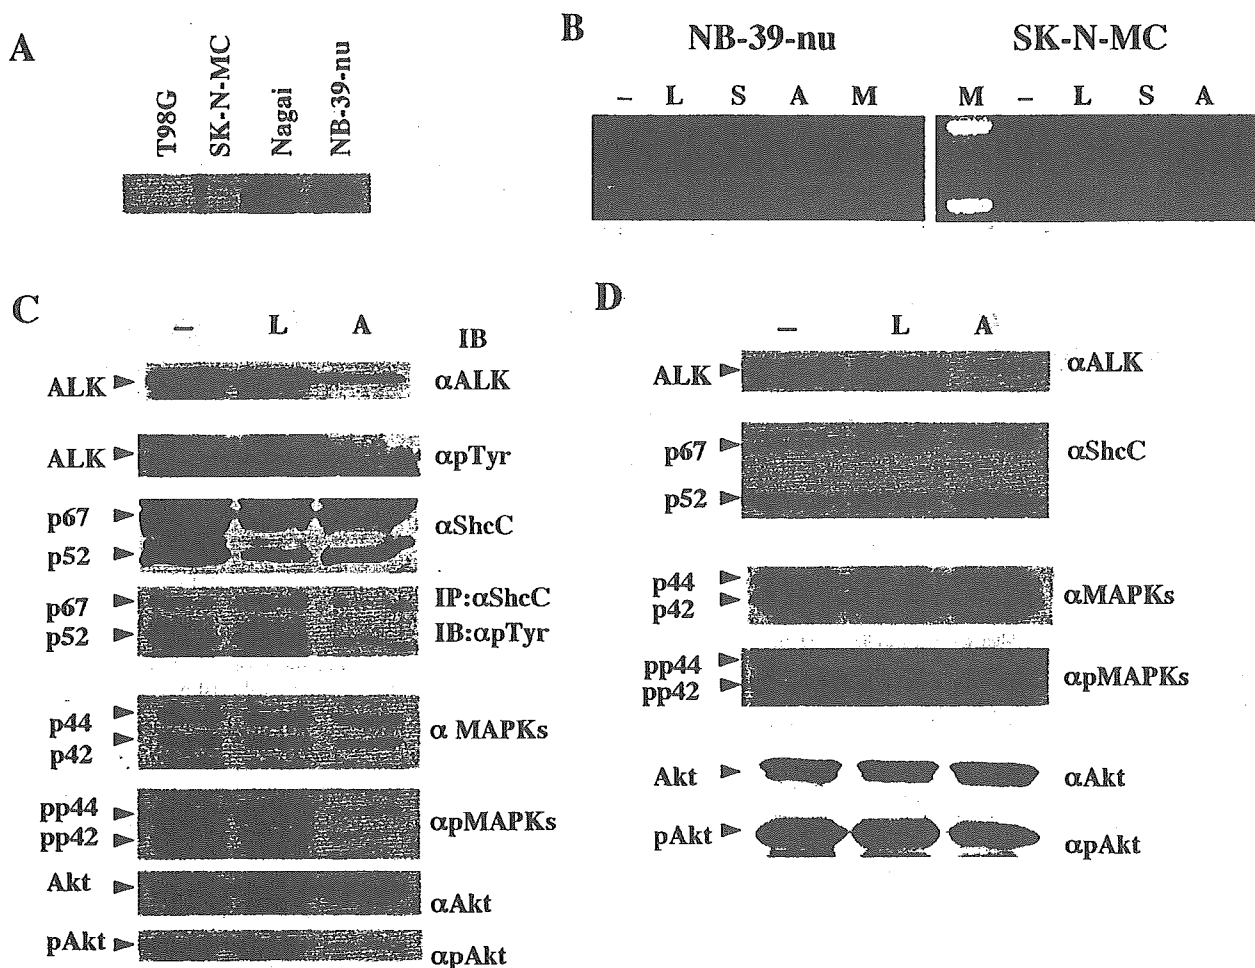 A
T98G
SK-N-MC
Nagai
NB-39-nu
B
NB-39-nu
SK-N-MC
– L S A M
M – L S A
C
– L A IB
ALK αALK
ALK αpTyr
p67
αShcC
p52
p67 IP:αShcC
p52 IB:αpTyr
p44
α MAPKs
p42
pp44
αpMAPKs
pp42
Akt
αAkt
pAkt
αpAkt
D
– L A
ALK αALK
p67
αShcC
p52
p44
αMAPKs
p42
pp44
αpMAPKs
pp42
Akt αAkt
pAkt αpAkt